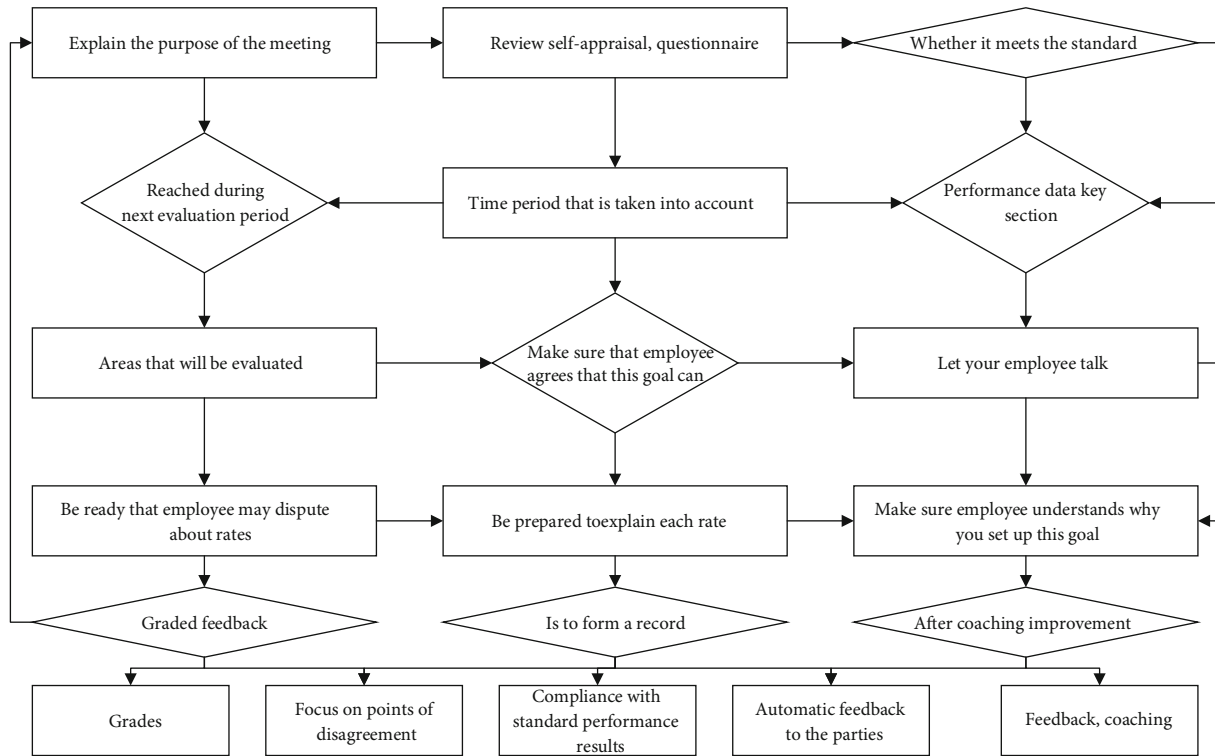 Explain the purpose of the meeting
Review self-appraisal, questionnaire
Whether it meets the standard
Reached during
next evaluation period
Time period that is taken into account
Performance data key
section
Areas that will be evaluated
Make sure that employee
agrees that this goal can
Let your employee talk
Be ready that employee may dispute
about rates
Be prepared toexplain each rate
Make sure employee understands why
you set up this goal
Graded feedback
Is to form a record
After coaching improvement
Grades
Focus on points of
disagreement
Compliance with
standard performance
results
Automatic feedback
to the parties
Feedback, coaching